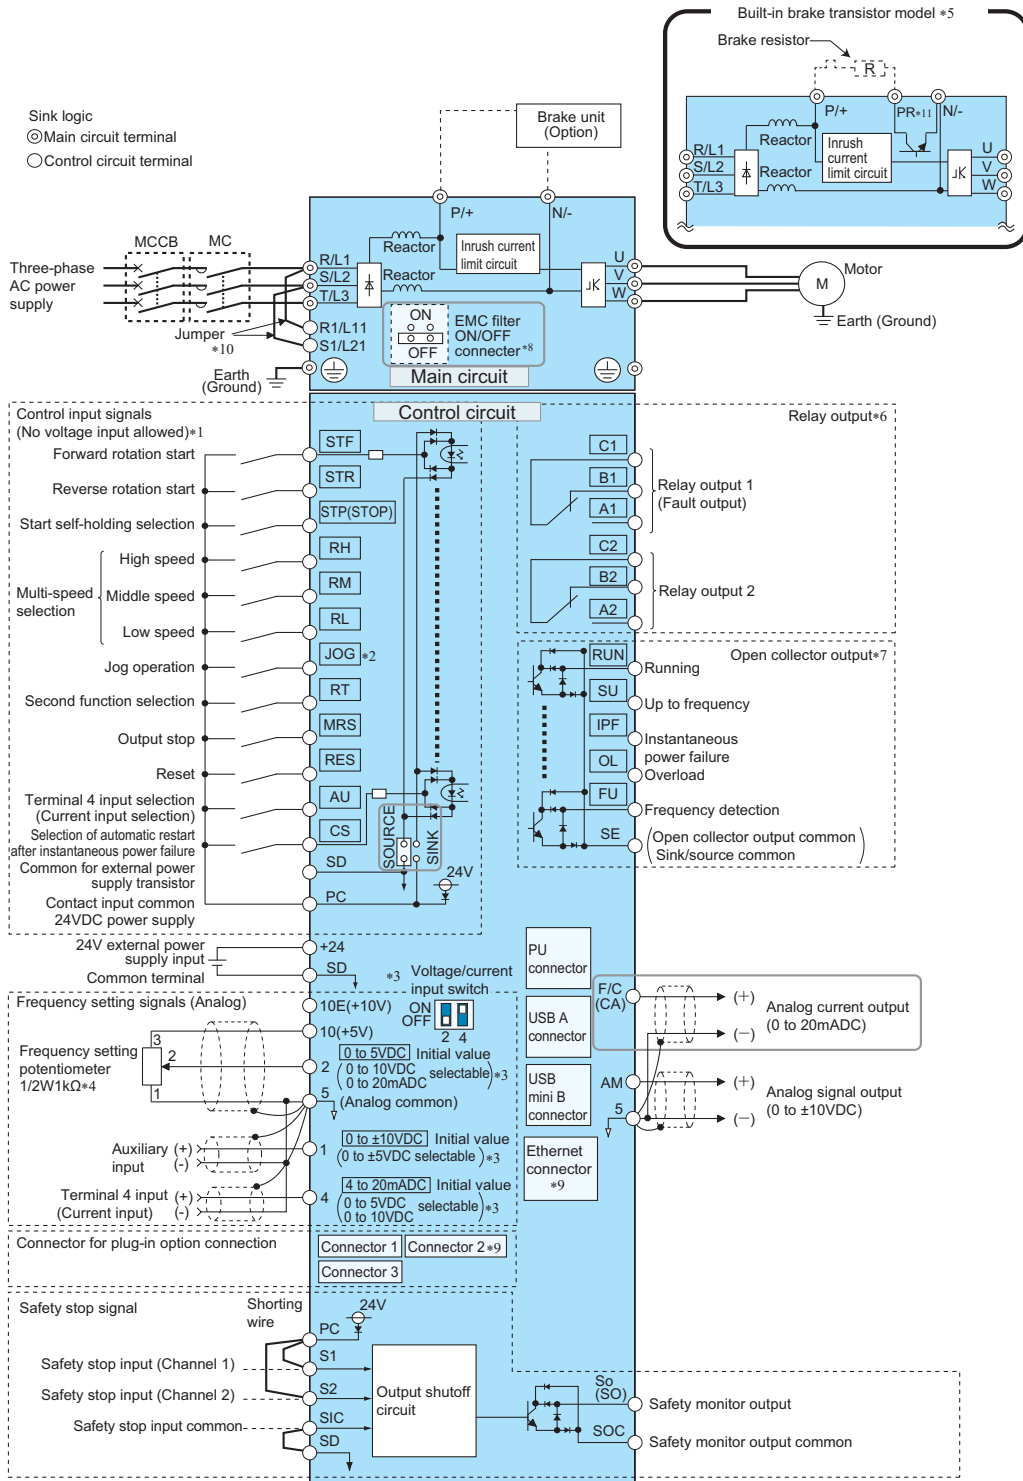 Built-in brake transistor model *5
Brake resistor
R
P/+
PR*11
N/-
Reactor
Inrush
current
limit circuit
R/L1
S/L2
T/L3
Reactor
U
V
W
Sink logic
Main circuit terminal
Control circuit terminal
Brake unit
(Option)
P/+
N/-
MCCB
MC
Three-phase
AC power
supply
R/L1
S/L2
T/L3
R1/L11
S1/L21
Reactor
Reactor
Inrush current
limit circuit
U
V
W
Motor
M
Earth (Ground)
Jumper
*10
ON
OFF
EMC filter
ON/OFF
connecter*8
Earth
(Ground)
Main circuit
Control circuit
Control input signals
(No voltage input allowed)*1
Forward rotation start
STF
Reverse rotation start
STR
Start self-holding selection
STP(STOP)
Multi-speed
selection
High speed
RH
Middle speed
RM
Low speed
RL
Jog operation
JOG *2
Second function selection
RT
Output stop
MRS
Reset
RES
Terminal 4 input selection
(Current input selection)
AU
Selection of automatic restart
after instantaneous power failure
CS
Common for external power
supply transistor
SD
Contact input common
24VDC power supply
PC
SOURCE
SINK
24V
Relay output*6
C1
B1
A1
Relay output 1
(Fault output)
C2
B2
A2
Relay output 2
Open collector output*7
RUN
Running
SU
Up to frequency
IPF
Instantaneous
power failure
OL
Overload
FU
Frequency detection
SE
(Open collector output common
Sink/source common)
24V external power
supply input
+24
Common terminal
SD
*3 Voltage/current
input switch
ON
OFF
2 4
Frequency setting signals (Analog)
10E(+10V)
10(+5V)
Frequency setting
potentiometer
1/2W1kΩ*4
3
2
1
2
0 to 5VDC Initial value
(0 to 10VDC
0 to 20mADC selectable)*3
5
(Analog common)
Auxiliary
input
(+)
(-)
1
0 to ±10VDC Initial value
(0 to ±5VDC selectable)*3
Terminal 4 input
(Current input)
(+)
(-)
4
4 to 20mADC Initial value
(0 to 5VDC
0 to 10VDC selectable)*3
PU
connector
USB A
connector
USB
mini B
connector
Ethernet
connector
*9
F/C
(CA)
(+)
(−)
Analog current output
(0 to 20mADC)
AM
5
(+)
(−)
Analog signal output
(0 to ±10VDC)
Connector for plug-in option connection
Connector 1
Connector 2*9
Connector 3
Safety stop signal
Shorting
wire
24V
PC
Safety stop input (Channel 1)
S1
Safety stop input (Channel 2)
S2
Safety stop input common
SIC
SD
Output shutoff
circuit
So
(SO)
Safety monitor output
SOC
Safety monitor output common